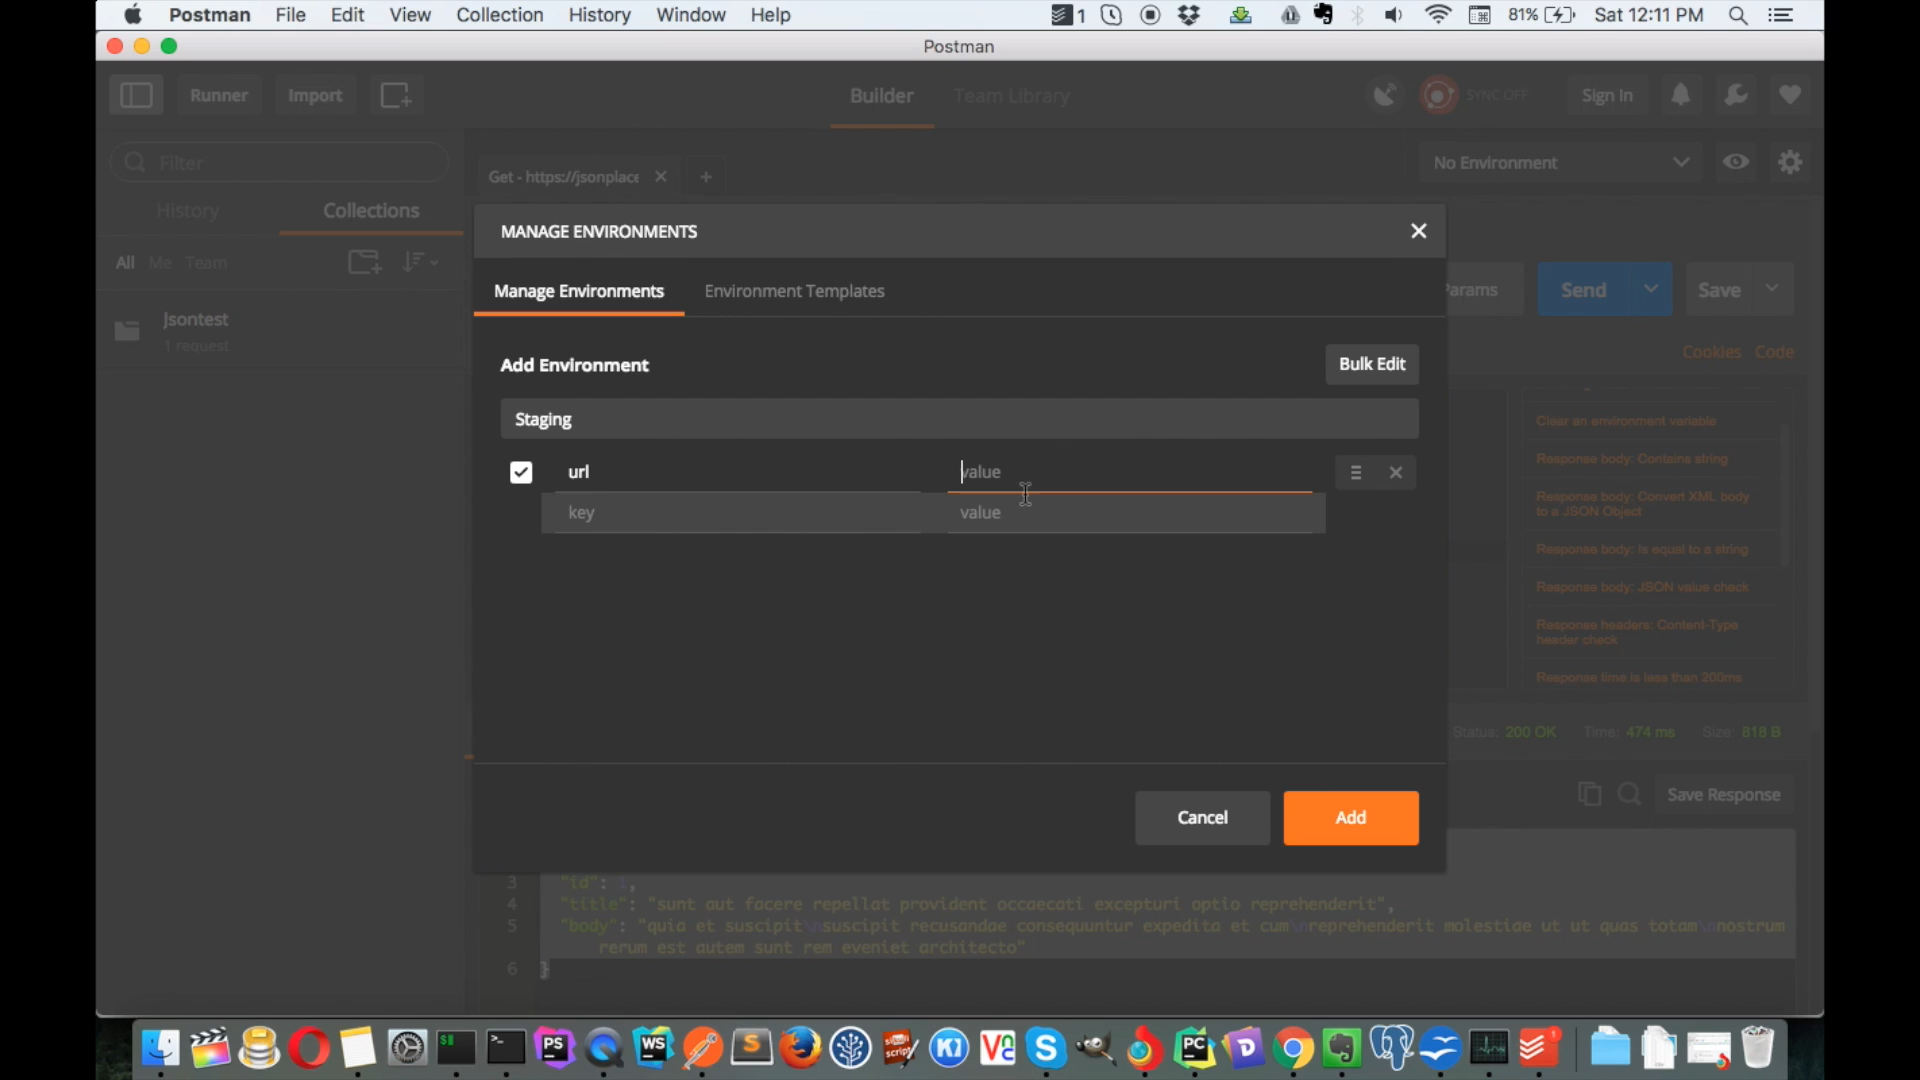 Postman File Edit View Collection History Window Help 1 81% Sat 12:11 PM
Postman
Runner Import Builder Team Library SYNC OFF Sign In
Filter
Get - https://jsonplace
No Environment
History Collections
All Me Team
Jsontest
1 request
MANAGE ENVIRONMENTS
Manage Environments Environment Templates
Params Send Save
Cookies Code
Add Environment Bulk Edit
Staging
url value
key value
Clear an environment variable
Response body: Contains string
Response body: Convert XML body
to a JSON Object
Response body: Is equal to a string
Response body: JSON value check
Response headers: Content-Type
header check
Response time is less than 200ms
Status: 200 OK Time: 474 ms Size: 818 B
Cancel Add
Save Response
3 "id": 1,
4 "title": "sunt aut facere repellat provident occaecati excepturi optio reprehenderit",
5 "body": "quia et suscipit\nsuscipit recusandae consequuntur expedita et cum\nreprehenderit molestiae ut ut quas totam\nnostrum
rerum est autem sunt rem eveniet architecto"
6 }